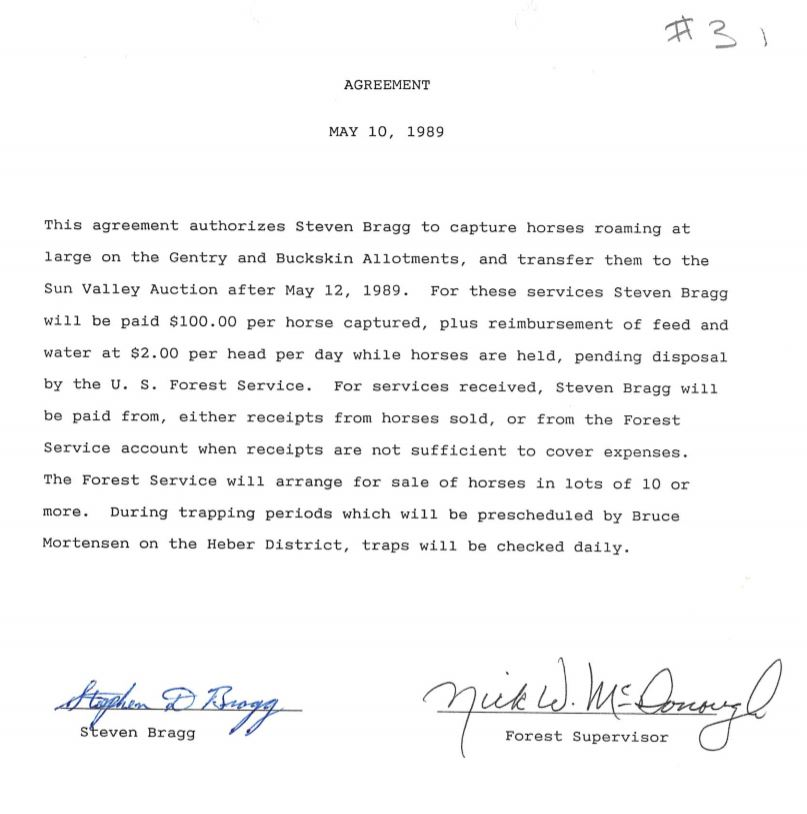 #31
AGREEMENT
MAY 10, 1989
This agreement authorizes Steven Bragg to capture horses roaming at
large on the Gentry and Buckskin Allotments, and transfer them to the
Sun Valley Auction after May 12, 1989.  For these services Steven Bragg
will be paid $100.00 per horse captured, plus reimbursement of feed and
water at $2.00 per head per day while horses are held, pending disposal
by the U. S. Forest Service.  For services received, Steven Bragg will
be paid from, either receipts from horses sold, or from the Forest
Service account when receipts are not sufficient to cover expenses.
The Forest Service will arrange for sale of horses in lots of 10 or
more.  During trapping periods which will be prescheduled by Bruce
Mortensen on the Heber District, traps will be checked daily.
Stephen D Bragg
Steven Bragg
Nick W. McDonough
Forest Supervisor